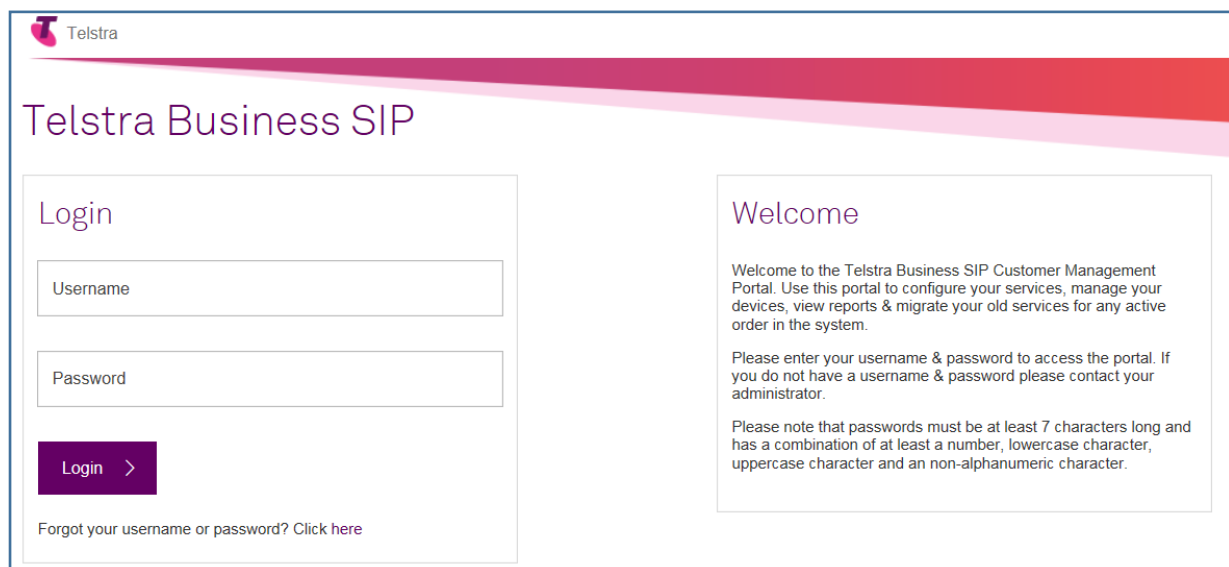 Telstra
Telstra Business SIP
Login
Username
Password
Login
Forgot your username or password? Click here
Welcome
Welcome to the Telstra Business SIP Customer Management
Portal. Use this portal to configure your services, manage your
devices, view reports & migrate your old services for any active
order in the system.
Please enter your username & password to access the portal. If
you do not have a username & password please contact your
administrator.
Please note that passwords must be at least 7 characters long and
has a combination of at least a number, lowercase character,
uppercase character and an non-alphanumeric character.